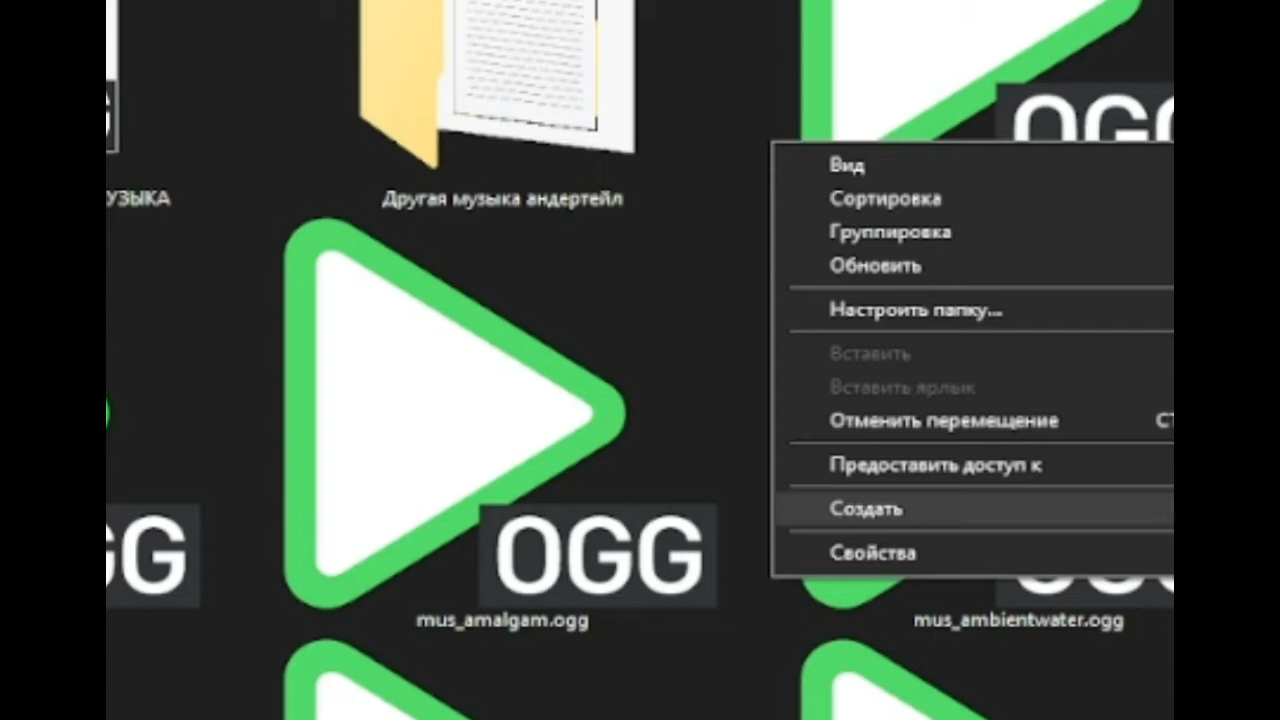 OGG
УЗЫКА
Другая музыка андертейл
Вид
Сортировка
Группировка
Обновить
Настроить папку...
Вставить
Вставить ярлык
Отменить перемещение
Предоставить доступ к
Создать
Свойства
GG
OGG
mus_amalgam.ogg
mus_ambientwater.ogg